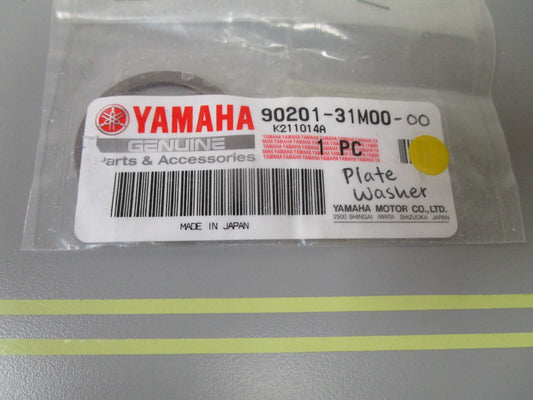 YAMAHA 90201-31M00-00
K211014A
GENUINE
Parts & Accessories
1 PC
Plate
Washer
YAMAHA MOTOR CO., LTD.
2500 SHINGAI IWATA SHIZUOKA JAPAN
MADE IN JAPAN